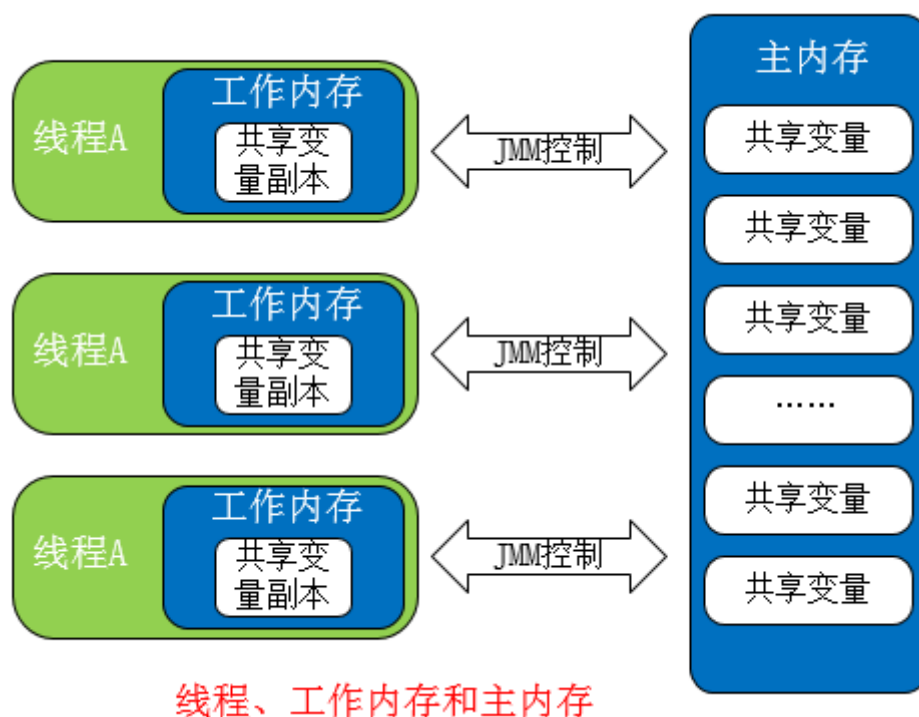 线程A
工作内存
共享变
量副本
JMM控制
线程A
工作内存
共享变
量副本
JMM控制
线程A
工作内存
共享变
量副本
JMM控制
主内存
共享变量
共享变量
共享变量
……
共享变量
共享变量
线程、工作内存和主内存